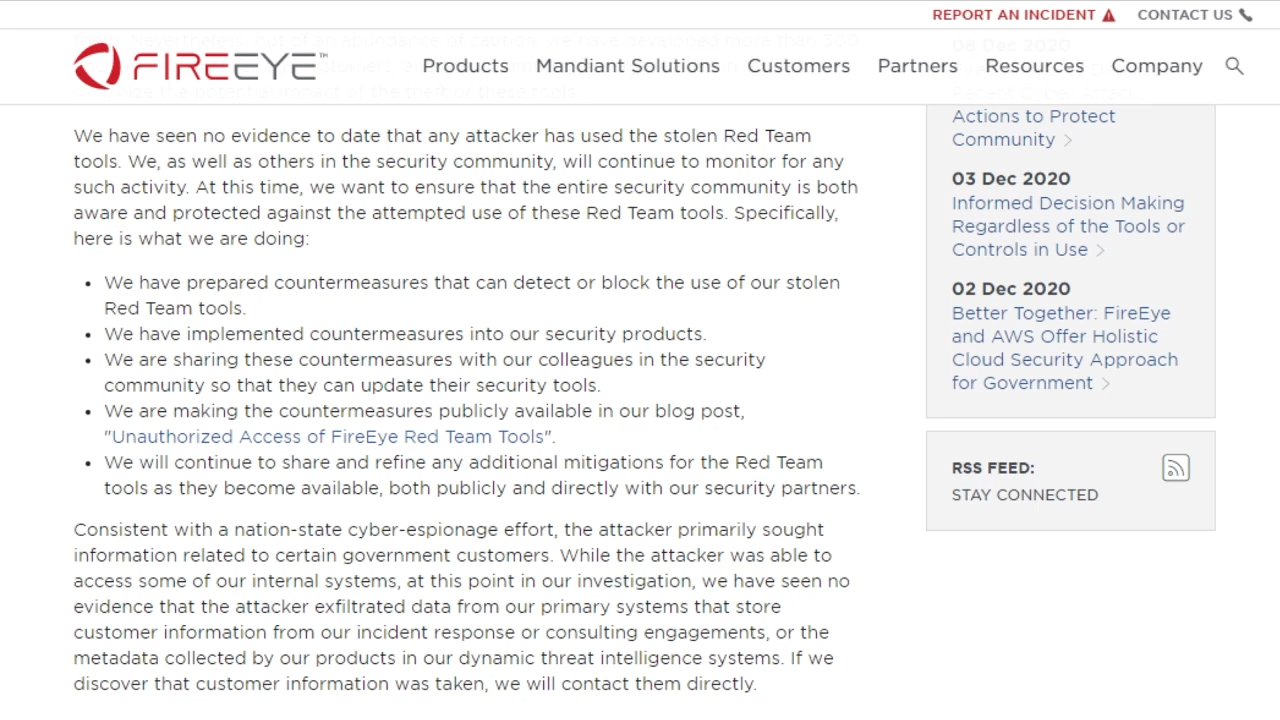 REPORT AN INCIDENT
CONTACT US
FIREEYE™
Products
Mandiant Solutions
Customers
Partners
Resources
Company
We have seen no evidence to date that any attacker has used the stolen Red Team
tools. We, as well as others in the security community, will continue to monitor for any
such activity. At this time, we want to ensure that the entire security community is both
aware and protected against the attempted use of these Red Team tools. Specifically,
here is what we are doing:
• We have prepared countermeasures that can detect or block the use of our stolen
Red Team tools.
• We have implemented countermeasures into our security products.
• We are sharing these countermeasures with our colleagues in the security
community so that they can update their security tools.
• We are making the countermeasures publicly available in our blog post,
"Unauthorized Access of FireEye Red Team Tools".
• We will continue to share and refine any additional mitigations for the Red Team
tools as they become available, both publicly and directly with our security partners.
Consistent with a nation-state cyber-espionage effort, the attacker primarily sought
information related to certain government customers. While the attacker was able to
access some of our internal systems, at this point in our investigation, we have seen no
evidence that the attacker exfiltrated data from our primary systems that store
customer information from our incident response or consulting engagements, or the
metadata collected by our products in our dynamic threat intelligence systems. If we
discover that customer information was taken, we will contact them directly.
08 Dec 2020
Actions to Protect
Community >
03 Dec 2020
Informed Decision Making
Regardless of the Tools or
Controls in Use >
02 Dec 2020
Better Together: FireEye
and AWS Offer Holistic
Cloud Security Approach
for Government >
RSS FEED:
STAY CONNECTED